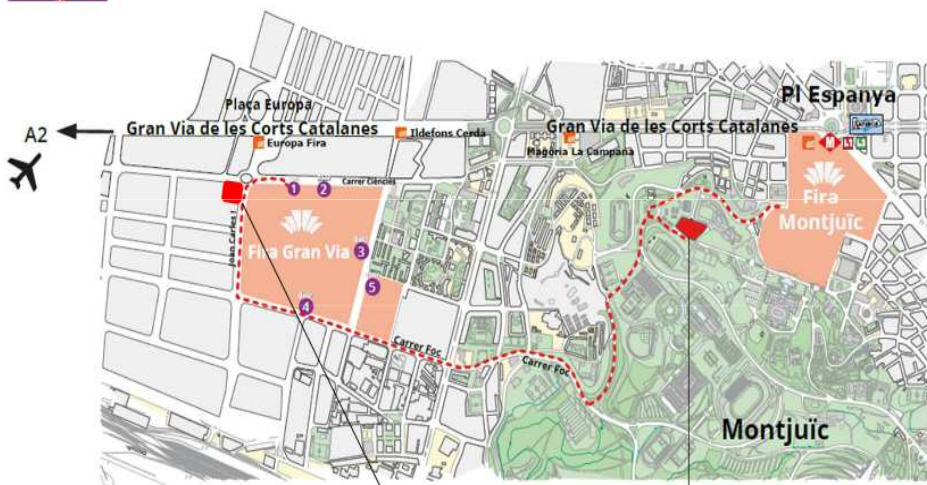 Pl Espanya
Plaça Europa
A2
Gran Via de les Corts Catalanes
Ildefons Cerdà
Gran Via de les Corts Catalanes
Europa Fira
Magòria La Campana
M
L1
Carrer Ciències
1
2
Fira
Montjuïc
Joan Carles I
Fira Gran Via
3
5
4
Carrer Foc
Carrer Foc
Montjuïc